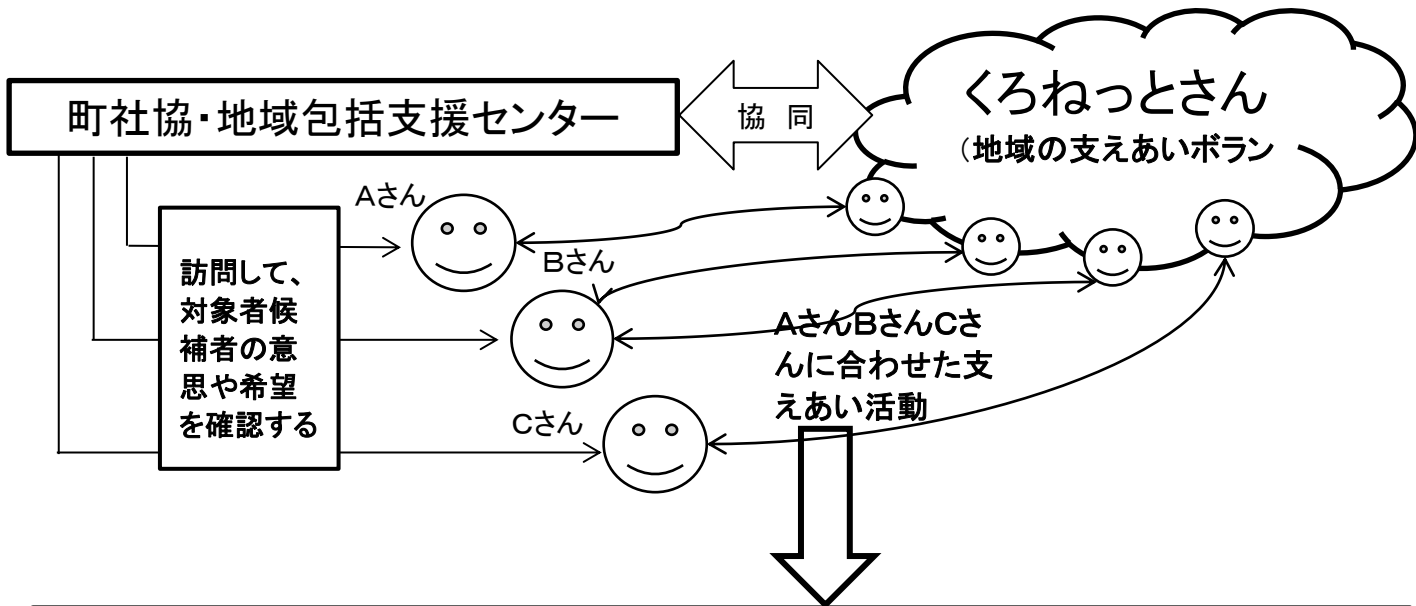 町社協・地域包括支援センター
協 同
くろねっとさん
（地域の支えあいボラン
Aさん
Bさん
Cさん
訪問して、
対象者候
補者の意
思や希望
を確認する
AさんBさんCさ
んに合わせた支
えあい活動